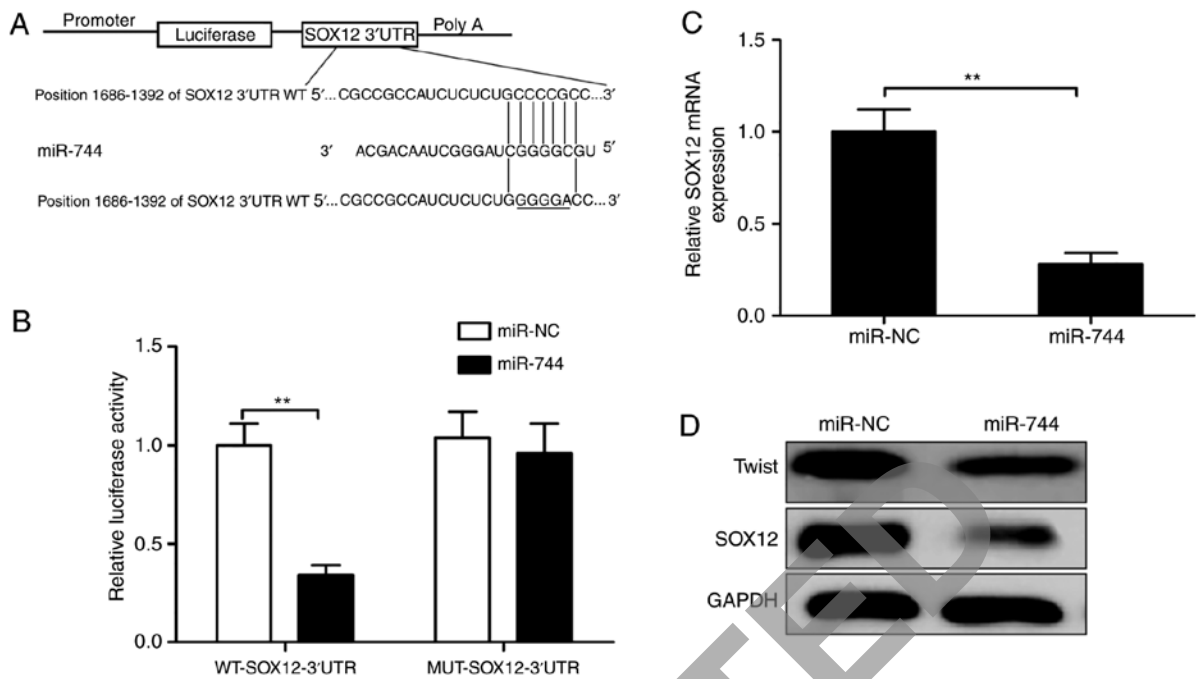 A
Promoter
Luciferase
SOX12 3′UTR
Poly A
Position 1686-1392 of SOX12 3′UTR WT 5′...CGCCGCCAUCUCUCUGCCCCGCC...3′
miR-744 3′ ACGACAAUCGGGAUCGGGGCGU 5′
Position 1686-1392 of SOX12 3′UTR WT 5′...CGCCGCCAUCUCUCUGGGGGACC...3′
B
miR-NC
miR-744
Relative luciferase activity
1.5
1.0
0.5
0.0
**
WT-SOX12-3′UTR
MUT-SOX12-3′UTR
C
Relative SOX12 mRNA
expression
1.5
1.0
0.5
0.0
**
miR-NC
miR-744
D
miR-NC
miR-744
Twist
SOX12
GAPDH